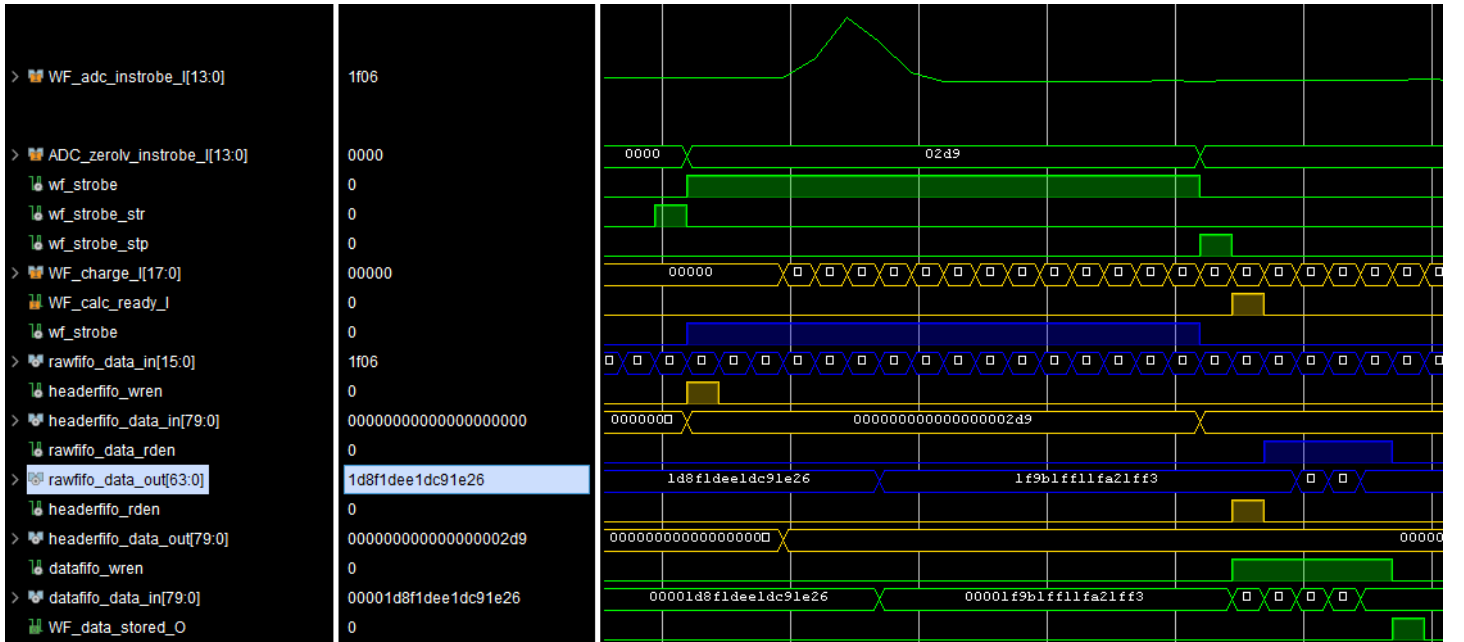 WF_adc_instrobe_I[13:0] 1f06
ADC_zerolv_instrobe_I[13:0] 0000 0000 02d9
wf_strobe 0
wf_strobe_str 0
wf_strobe_stp 0
WF_charge_I[17:0] 00000 00000
WF_calc_ready_I 0
wf_strobe 0
rawfifo_data_in[15:0] 1f06
headerfifo_wren 0
headerfifo_data_in[79:0] 00000000000000000000 000000 000000000000000002d9
rawfifo_data_rden 0
rawfifo_data_out[63:0] 1d8f1dee1dc91e26 1d8f1dee1dc91e26 1f9b1ff11fa21ff3
headerfifo_rden 0
headerfifo_data_out[79:0] 000000000000000002d9 0000000000000000000 00000
datafifo_wren 0
datafifo_data_in[79:0] 00001d8f1dee1dc91e26 00001d8f1dee1dc91e26 00001f9b1ff11fa21ff3
WF_data_stored_O 0